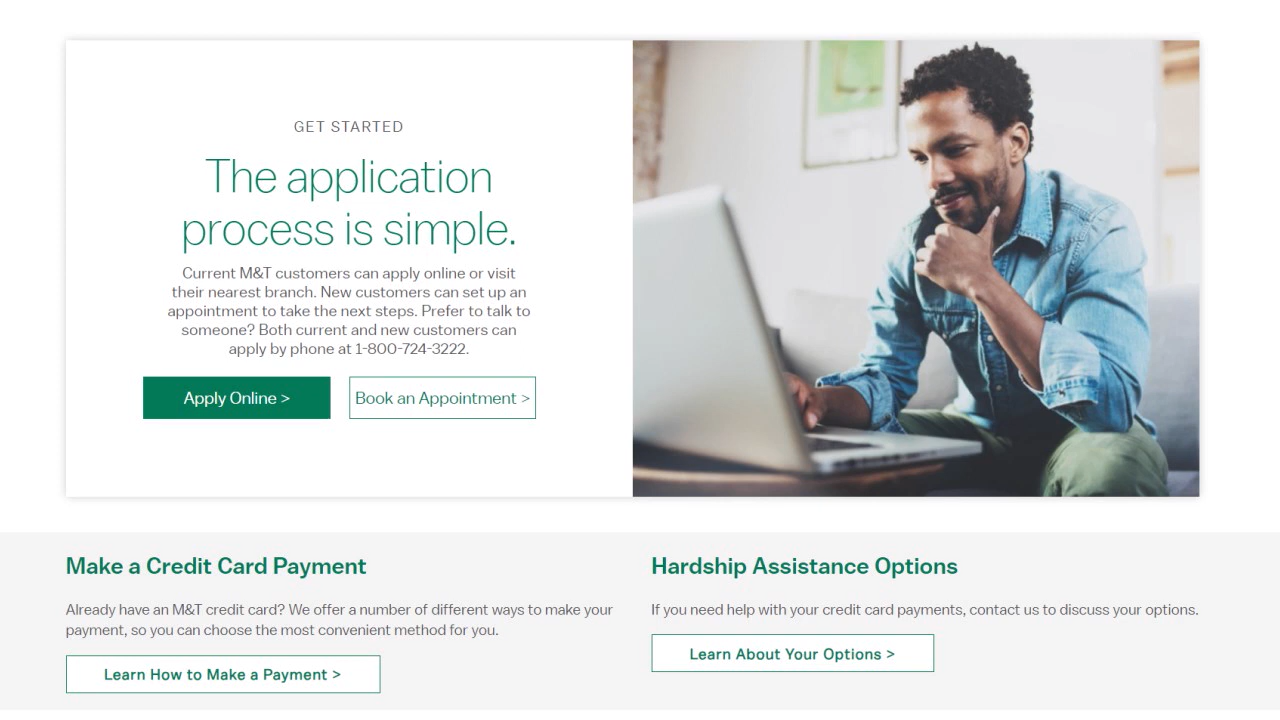 GET STARTED
The application
process is simple.
Current M&T customers can apply online or visit
their nearest branch. New customers can set up an
appointment to take the next steps. Prefer to talk to
someone? Both current and new customers can
apply by phone at 1-800-724-3222.
Apply Online >
Book an Appointment >
Make a Credit Card Payment
Already have an M&T credit card? We offer a number of different ways to make your
payment, so you can choose the most convenient method for you.
Learn How to Make a Payment >
Hardship Assistance Options
If you need help with your credit card payments, contact us to discuss your options.
Learn About Your Options >